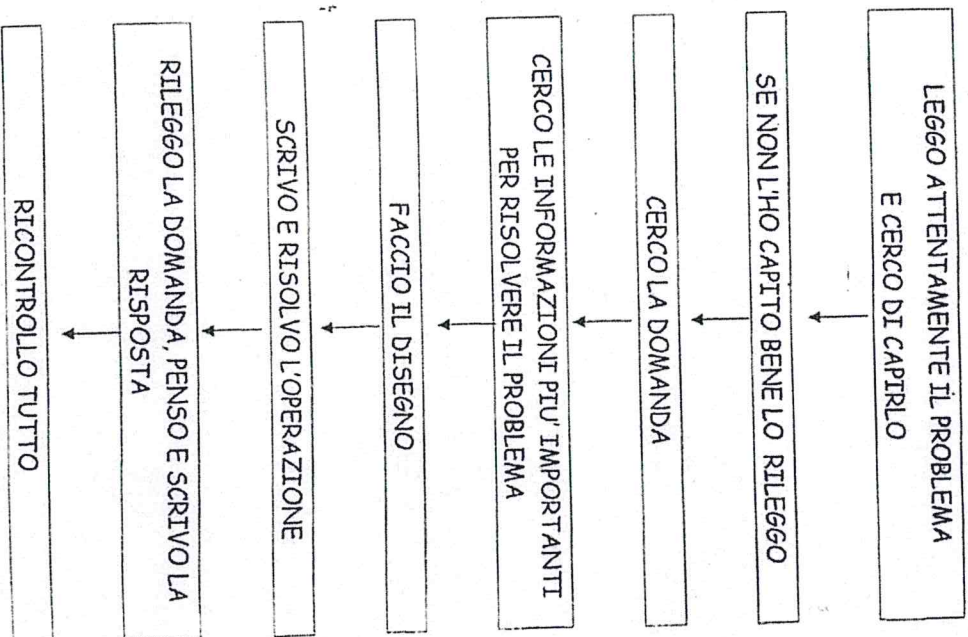 LEGGO ATTENTAMENTE IL PROBLEMA
E CERCO DI CAPIRLO
SE NON L'HO CAPITO BENE LO RILEGGO
CERCO LA DOMANDA
CERCO LE INFORMAZIONI PIU' IMPORTANTI
PER RISOLVERE IL PROBLEMA
FACCIO IL DISEGNO
SCRIVO E RISOLVO L'OPERAZIONE
RILEGGO LA DOMANDA, PENSO E SCRIVO LA
RISPOSTA
RICONTROLLO TUTTO